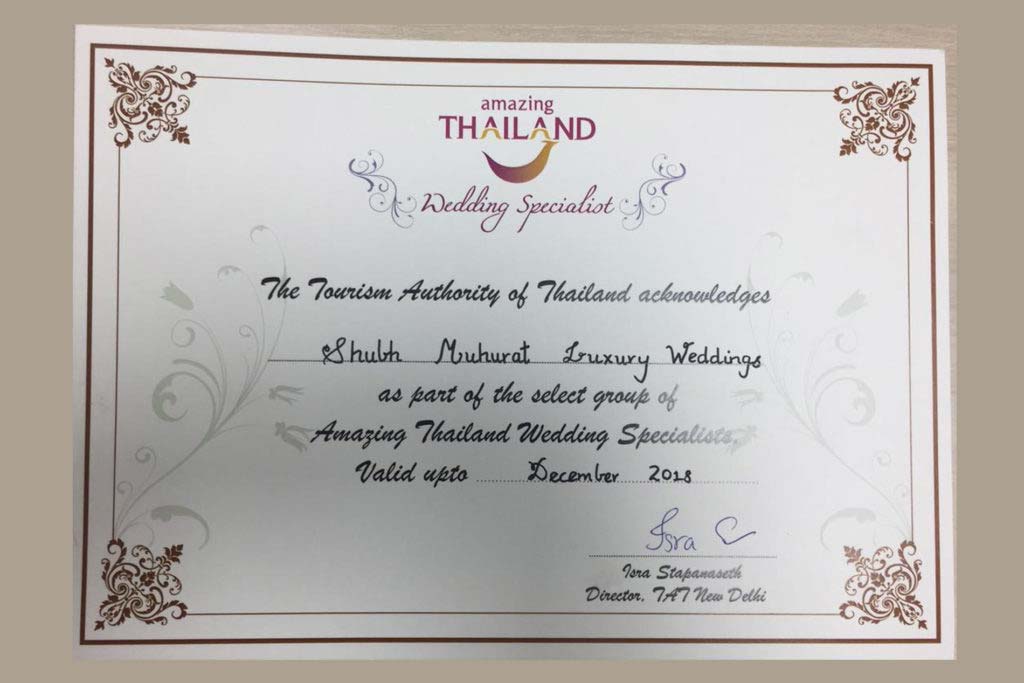 amazing
THAILAND
Wedding Specialist
The Tourism Authority of Thailand acknowledges
Shubh Muhurat Luxury Weddings
as part of the select group of
Amazing Thailand Wedding Specialists.
Valid upto December 2018
Isra C
Isra Stapanaseth
Director, TAT New Delhi